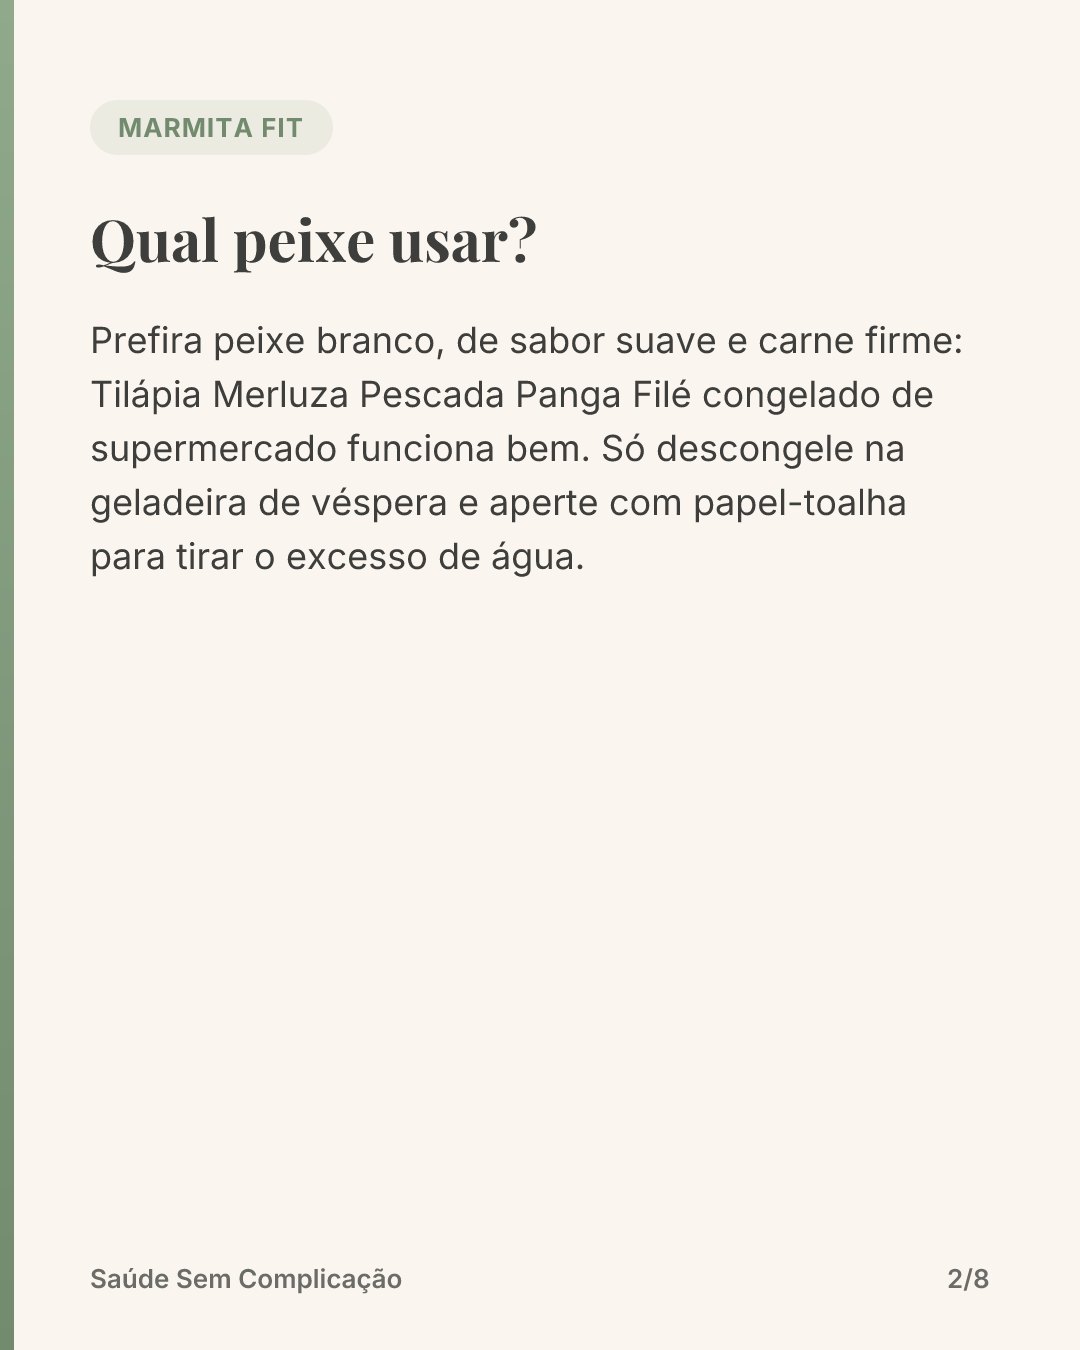 MARMITA FIT
Qual peixe usar?
Prefira peixe branco, de sabor suave e carne firme:
Tilápia Merluza Pescada Panga Filé congelado de
supermercado funciona bem. Só descongele na
geladeira de véspera e aperte com papel-toalha
para tirar o excesso de água.
Saúde Sem Complicação
2/8